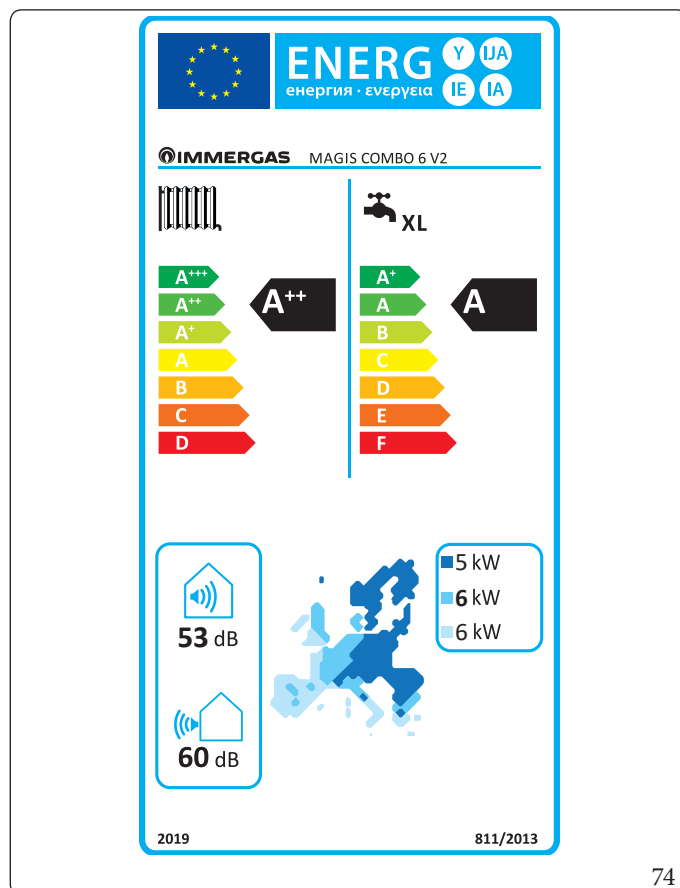 ENERG Y IJA
енергия · ενεργεια IE IA
IMMERGAS MAGIS COMBO 6 V2
XL
A+++
A++
A+
A
B
C
D
A++
A+
A
B
C
D
E
F
A
53 dB
60 dB
5 kW
6 kW
6 kW
2019 811/2013
74